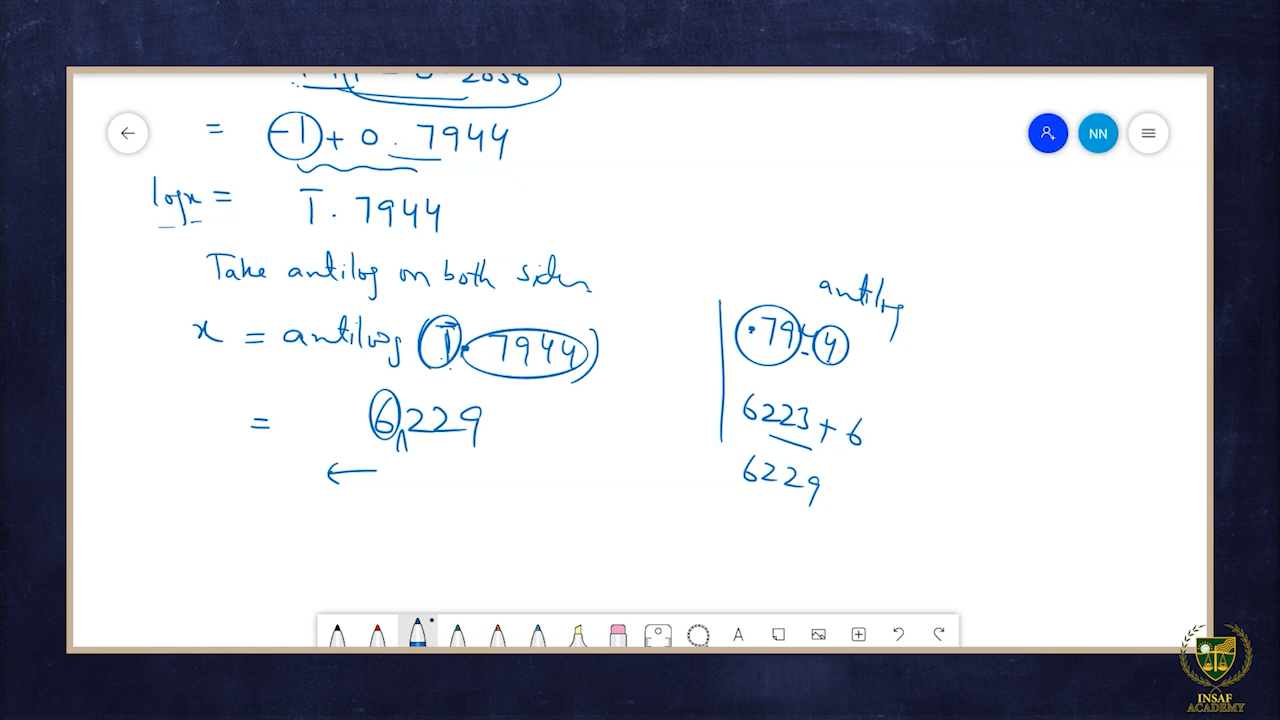 = -1 + 0.7944
log x = 1̅.7944
Take antilog on both sides
x = antilog (1̅.7944)
= 6229
←
antilog
.7944
6223 + 6
6229
NN
A
INSAF
ACADEMY